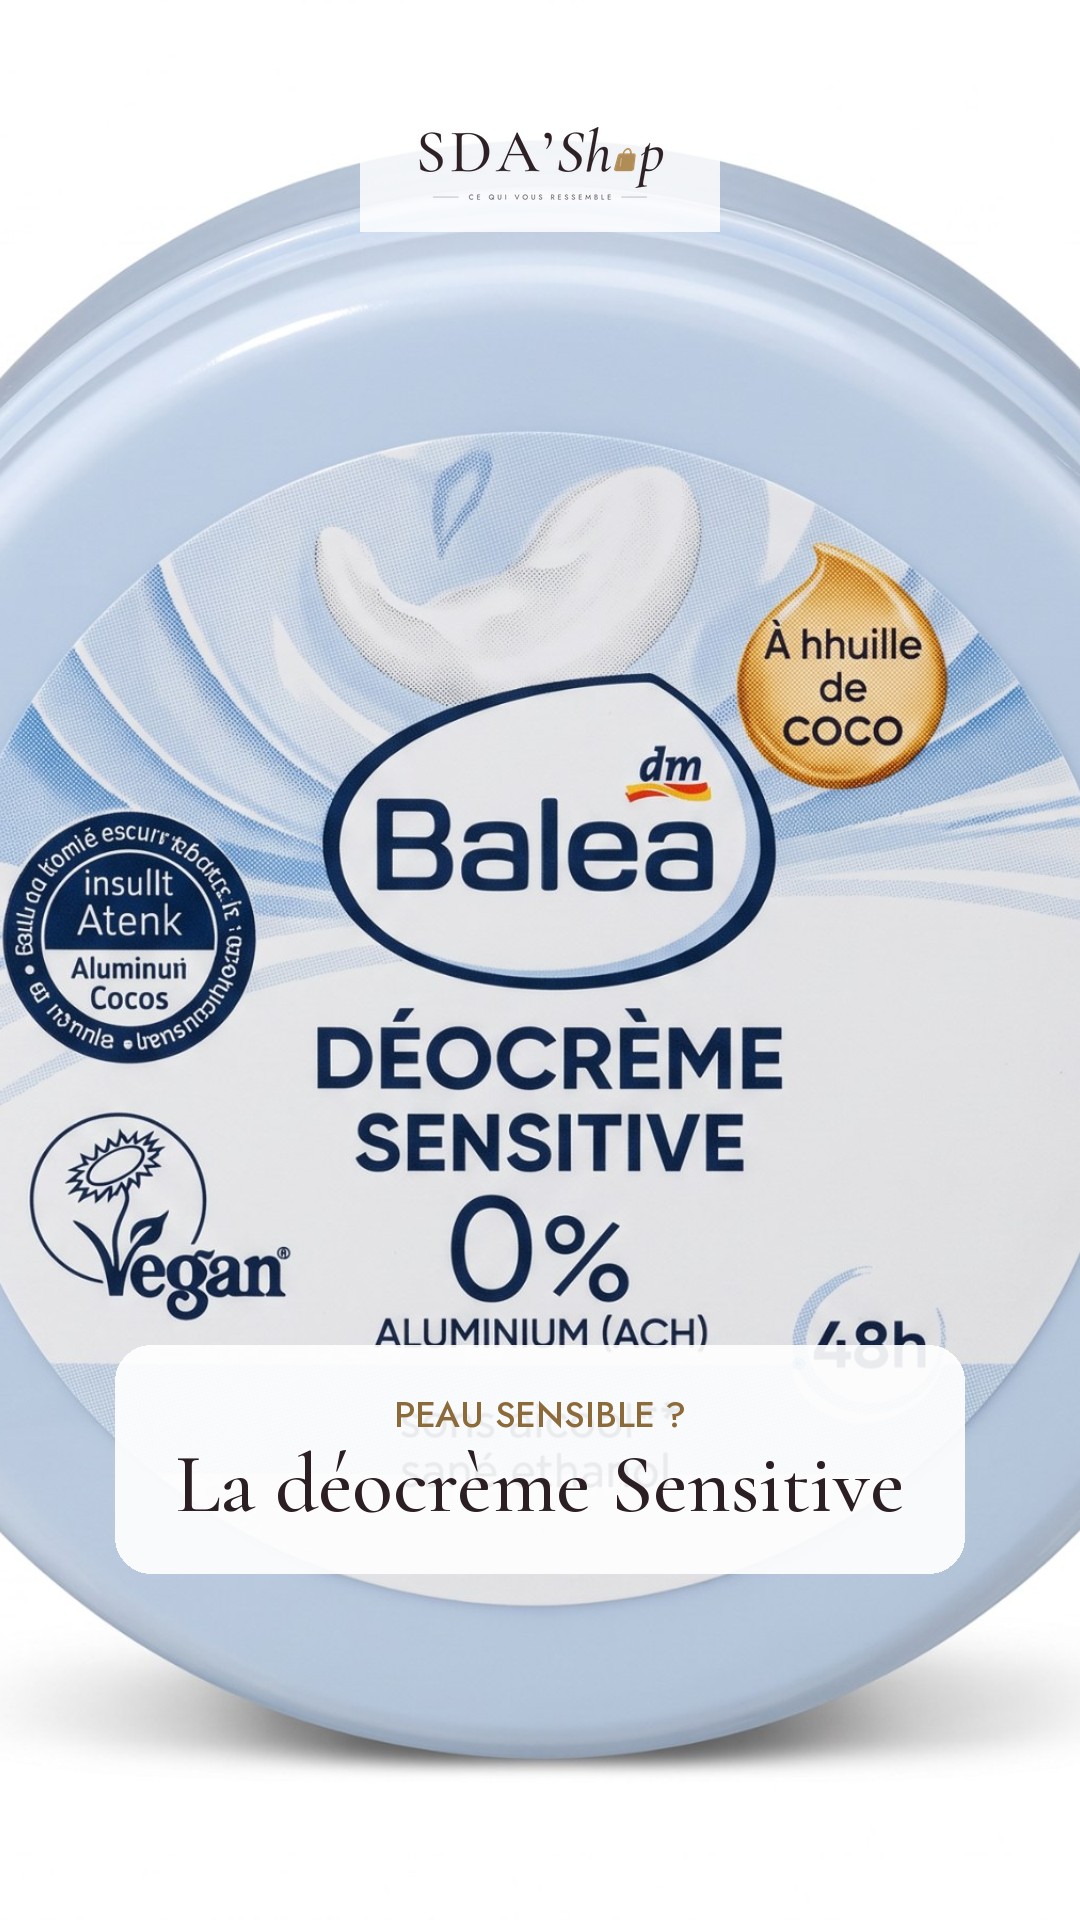 SDA'Shop
CE QUI VOUS RESSEMBLE
À hhuille
de
COCO
dm
Balea
insullt
Atenk
Aluminuri
Cocos
DÉOCRÈME
SENSITIVE
0%
ALUMINIUM (ACH)
Vegan®
48h
PEAU SENSIBLE ?
La déocrème Sensitive